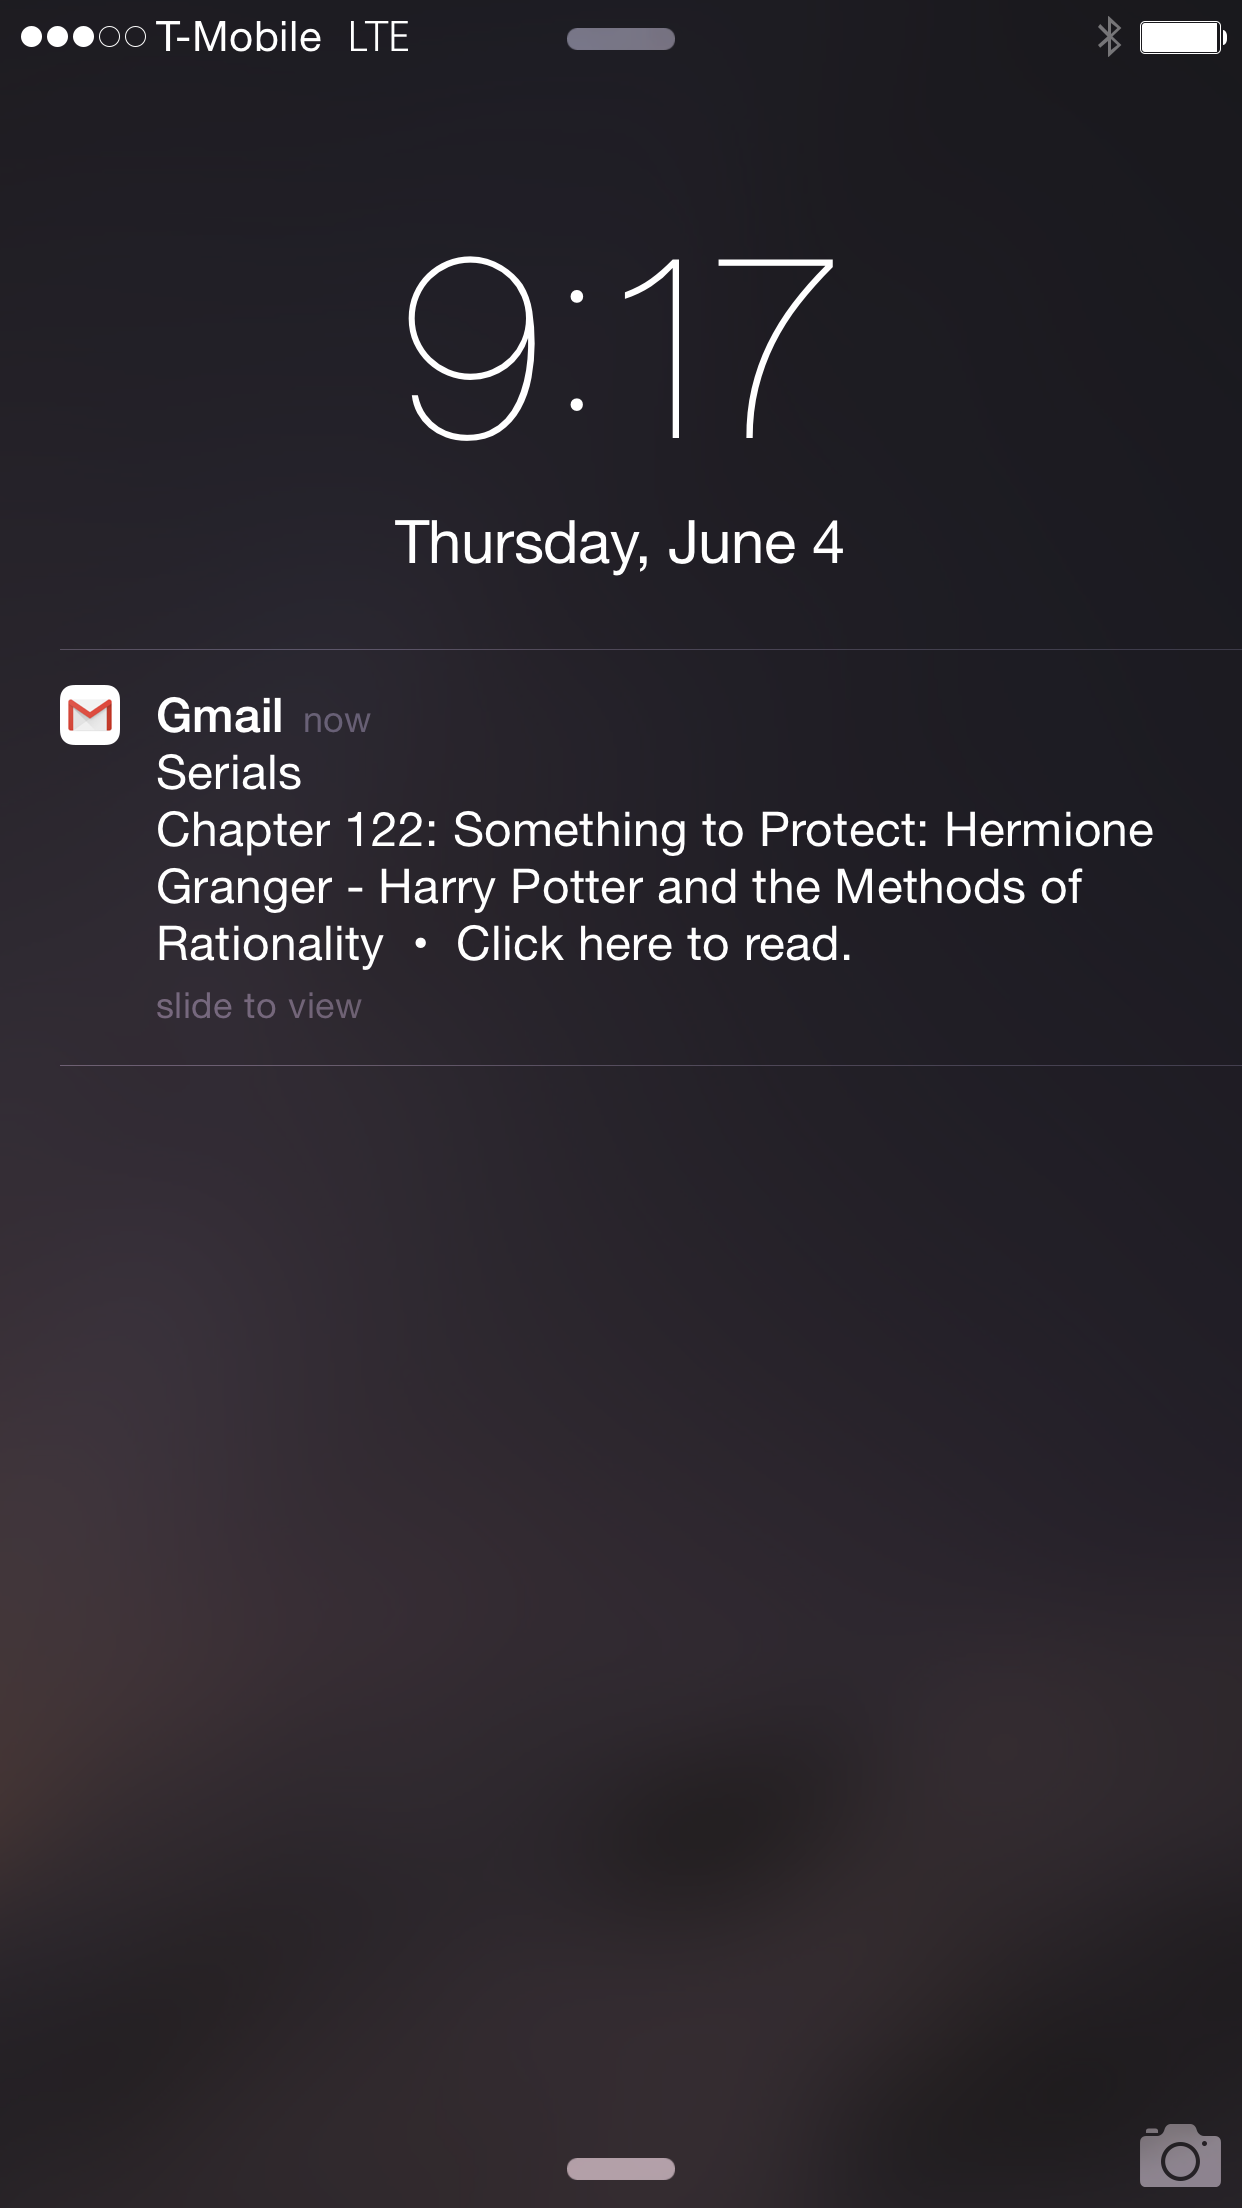 T-Mobile LTE
9:17
Thursday, June 4
Gmail now
Serials
Chapter 122: Something to Protect: Hermione
Granger - Harry Potter and the Methods of
Rationality • Click here to read.
slide to view